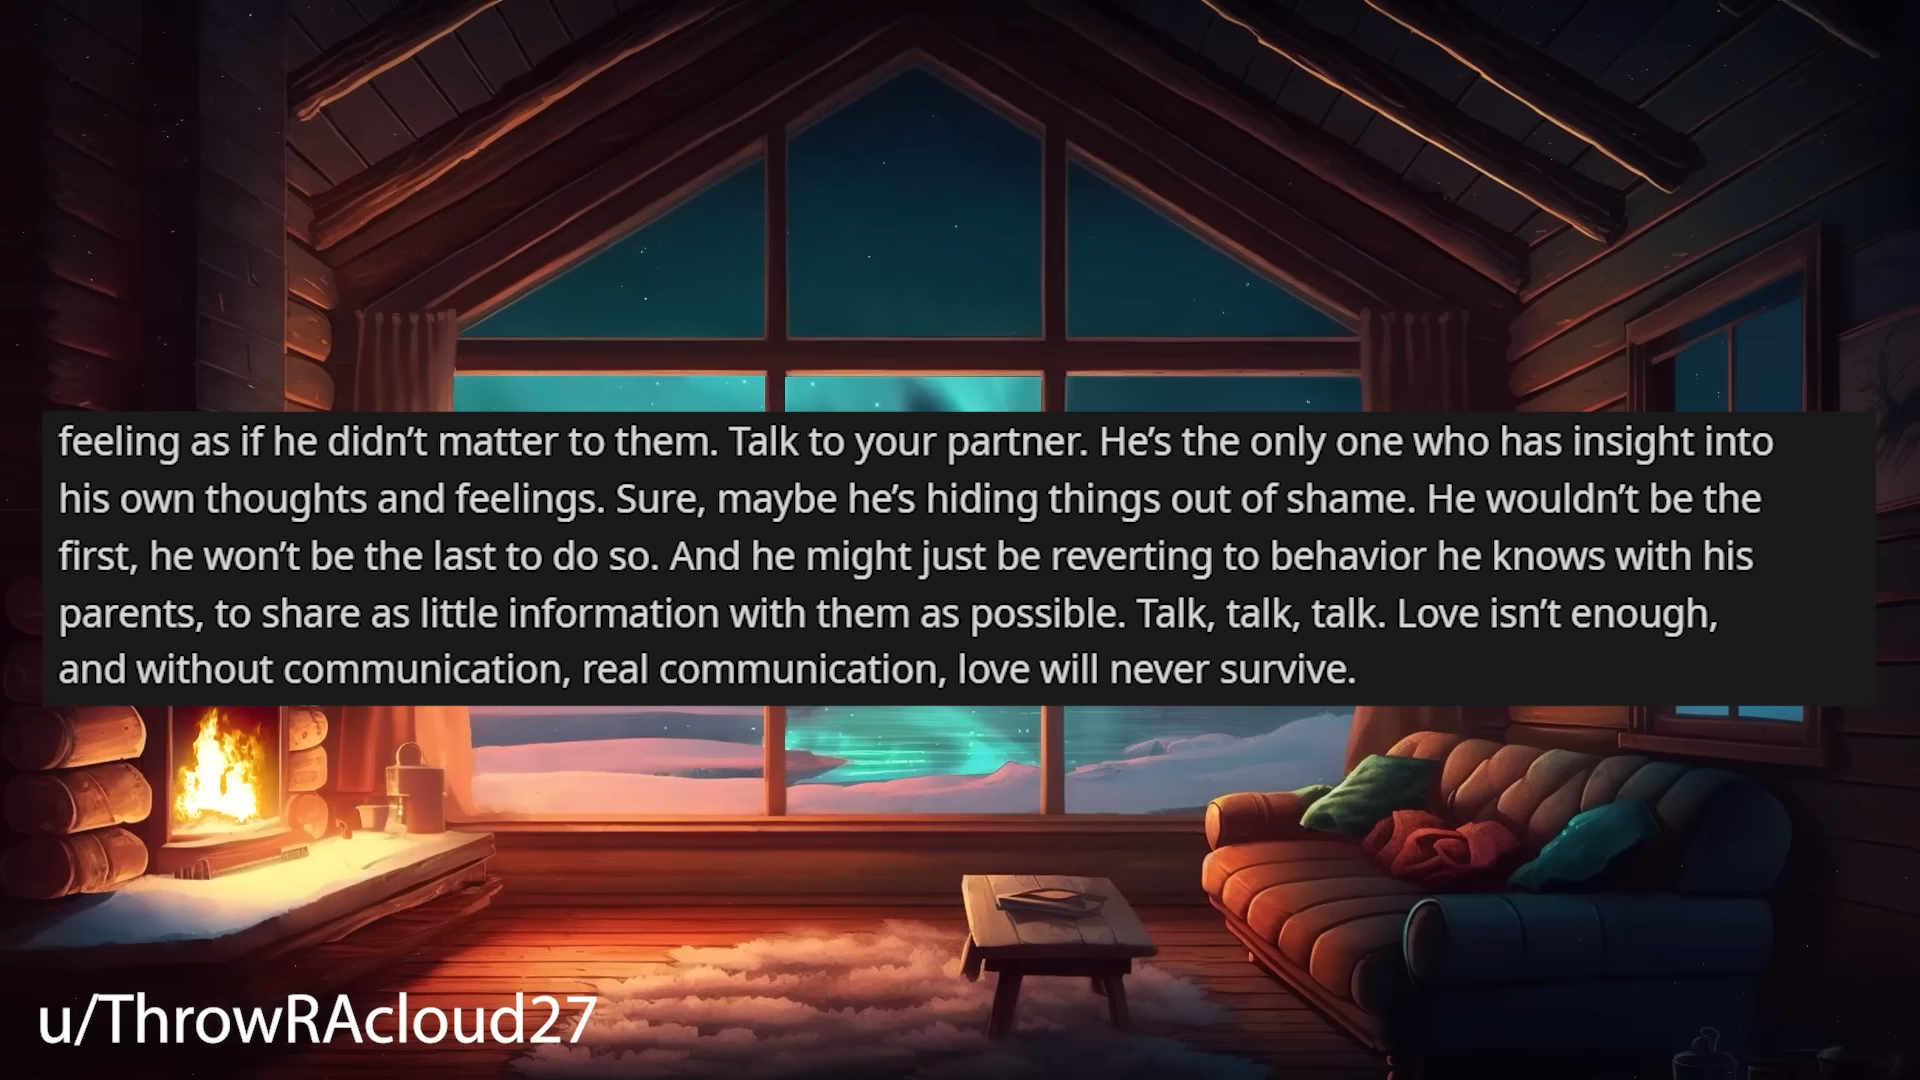 feeling as if he didn’t matter to them. Talk to your partner. He’s the only one who has insight into
his own thoughts and feelings. Sure, maybe he’s hiding things out of shame. He wouldn’t be the
first, he won’t be the last to do so. And he might just be reverting to behavior he knows with his
parents, to share as little information with them as possible. Talk, talk, talk. Love isn’t enough,
and without communication, real communication, love will never survive.
u/ThrowRAcloud27